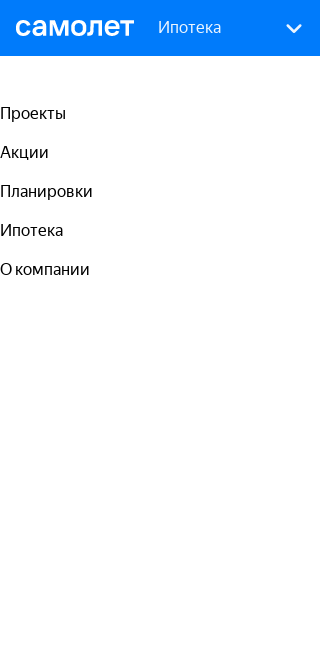 самолет Ипотека
Проекты
Акции
Планировки
Ипотека
О компании